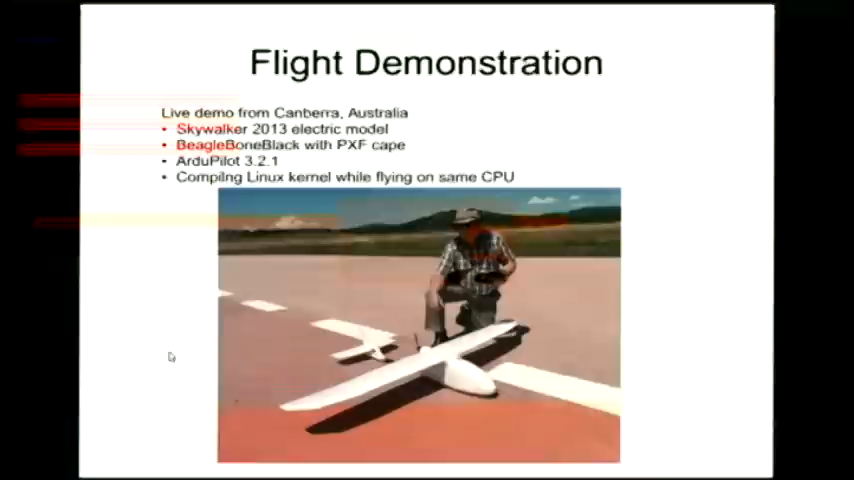 Flight Demonstration
Live demo from Canberra, Australia
• Skywalker 2013 electric model
• BeagleBoneBlack with PXF cape
• ArduPilot 3.2.1
• Compiling Linux kernel while flying on same CPU